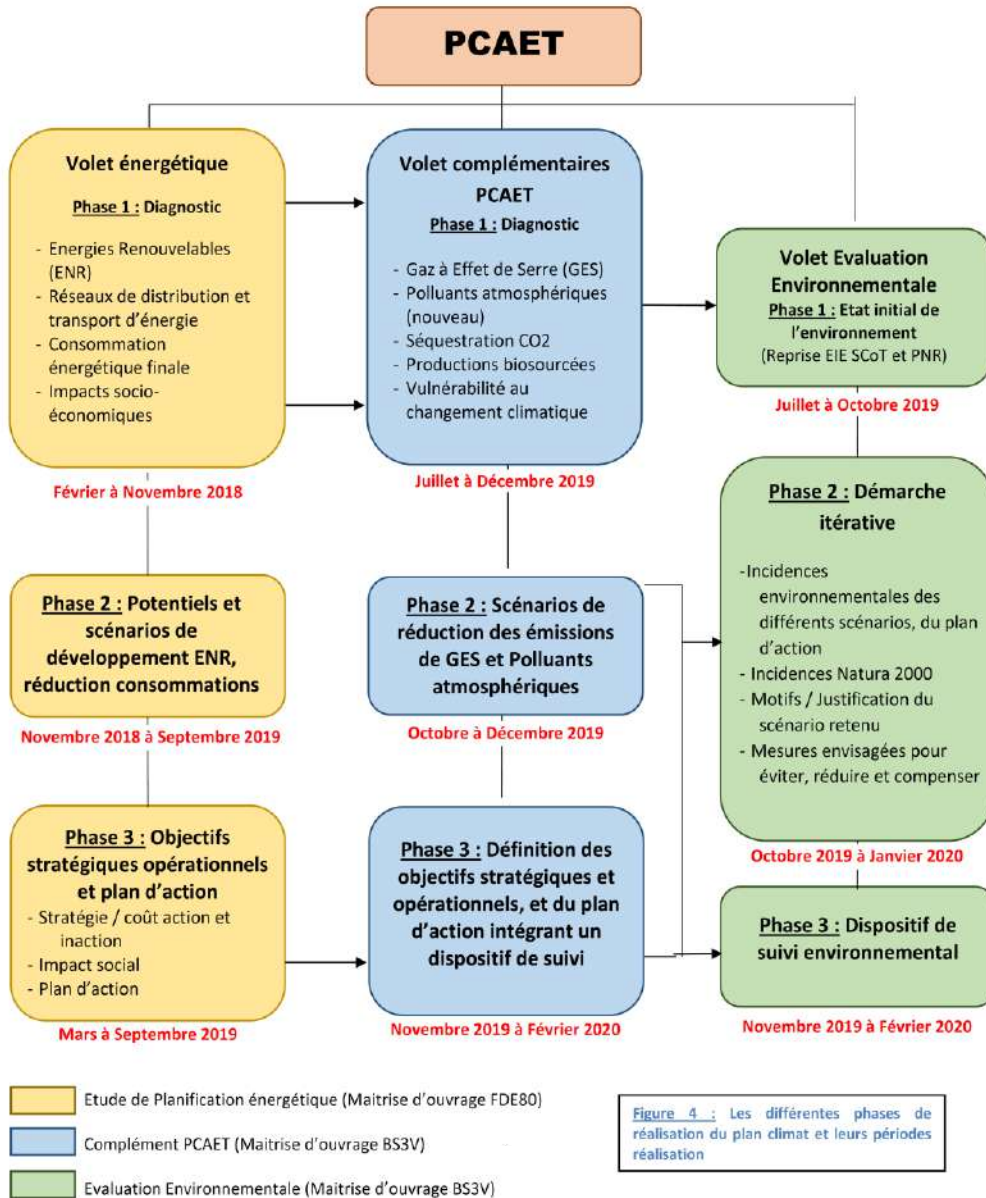 PCAET
Volet énergétique
Phase 1 : Diagnostic
- Energies Renouvelables
(ENR)
- Réseaux de distribution et
transport d'énergie
- Consommation
énergétique finale
- Impacts socio-
économiques
Février à Novembre 2018
Phase 2 : Potentiels et
scénarios de
développement ENR,
réduction consommations
Novembre 2018 à Septembre 2019
Phase 3 : Objectifs
stratégiques opérationnels
et plan d'action
- Stratégie / coût action et
inaction
- Impact social
- Plan d'action
Mars à Septembre 2019
Volet complémentaires
PCAET
Phase 1 : Diagnostic
- Gaz à Effet de Serre (GES)
- Polluants atmosphériques
(nouveau)
- Séquestration CO2
- Productions biosourcées
- Vulnérabilité au
changement climatique
Juillet à Décembre 2019
Phase 2 : Scénarios de
réduction des émissions
de GES et Polluants
atmosphériques
Octobre à Décembre 2019
Phase 3 : Définition des
objectifs stratégiques et
opérationnels, et du plan
d'action intégrant un
dispositif de suivi
Novembre 2019 à Février 2020
Volet Evaluation
Environnementale
Phase 1 : Etat initial de
l'environnement
(Reprise EIE SCoT et PNR)
Juillet à Octobre 2019
Phase 2 : Démarche
itérative
-Incidences
environnementales des
différents scénarios, du plan
d'action
- Incidences Natura 2000
- Motifs / Justification du
scénario retenu
- Mesures envisagées pour
éviter, réduire et compenser
Octobre 2019 à Janvier 2020
Phase 3 : Dispositif de
suivi environnemental
Novembre 2019 à Février 2020
Etude de Planification énergétique (Maitrise d'ouvrage FDE80)
Complément PCAET (Maitrise d'ouvrage BS3V)
Evaluation Environnementale (Maitrise d'ouvrage BS3V)
Figure 4 : Les différentes phases de
réalisation du plan climat et leurs périodes
réalisation